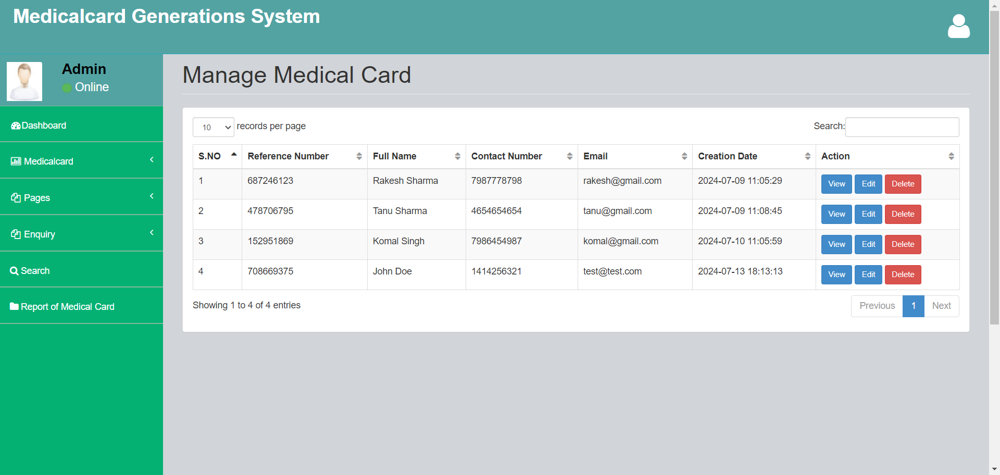 Medicalcard Generations System
Admin
Online
Dashboard
Medicalcard
Pages
Enquiry
Search
Report of Medical Card
Manage Medical Card
10 records per page
Search:
S.NO Reference Number Full Name Contact Number Email Creation Date Action
1 687246123 Rakesh Sharma 7987778798 rakesh@gmail.com 2024-07-09 11:05:29 View Edit Delete
2 478706795 Tanu Sharma 4654654654 tanu@gmail.com 2024-07-09 11:08:45 View Edit Delete
3 152951869 Komal Singh 7986454987 komal@gmail.com 2024-07-10 11:05:59 View Edit Delete
4 708669375 John Doe 1414256321 test@test.com 2024-07-13 18:13:13 View Edit Delete
Showing 1 to 4 of 4 entries
Previous 1 Next